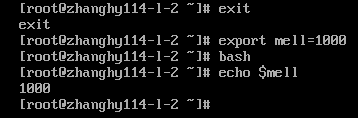 [root@zhanghy114-l-2 ~]# exit
exit
[root@zhanghy114-l-2 ~]# export mell=1000
[root@zhanghy114-l-2 ~]# bash
[root@zhanghy114-l-2 ~]# echo $mell
1000
[root@zhanghy114-l-2 ~]#